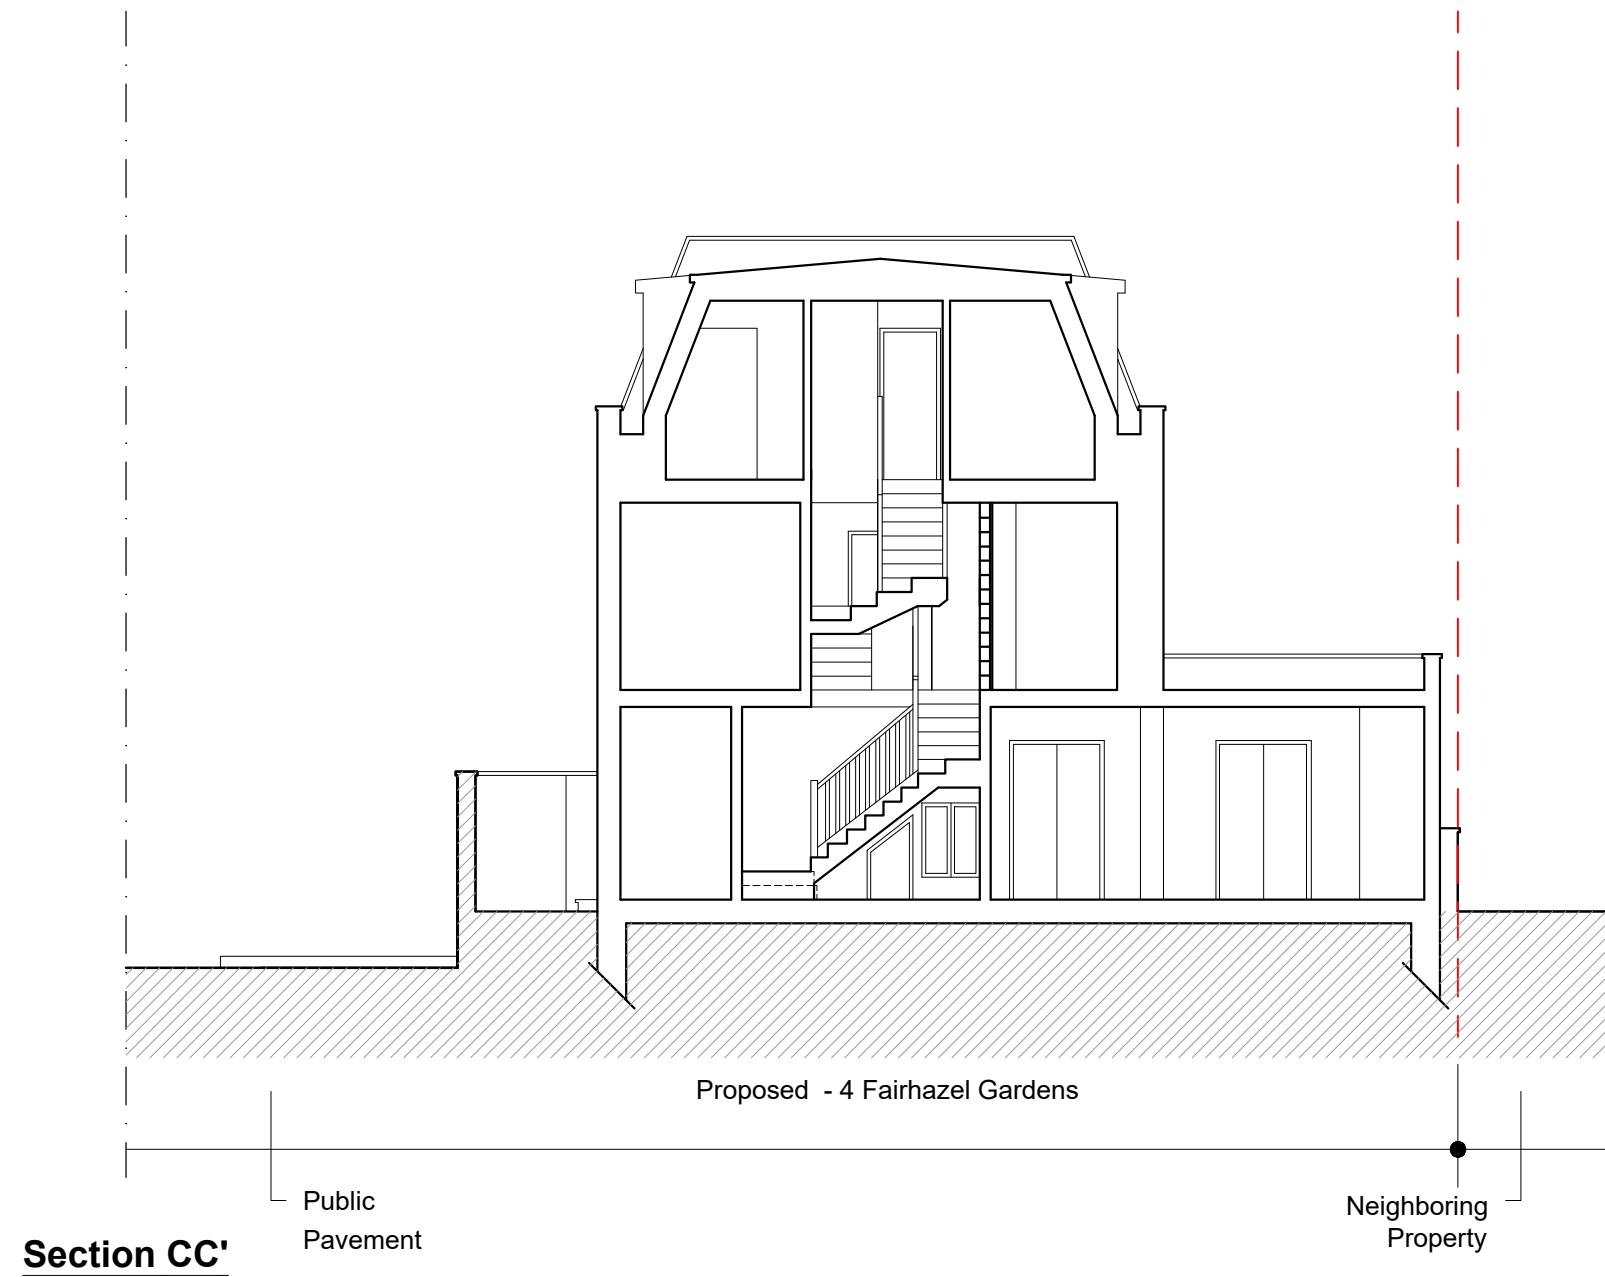 Proposed - 4 Fairhazel Gardens
Public
Pavement
Neighboring
Property
Section CC'